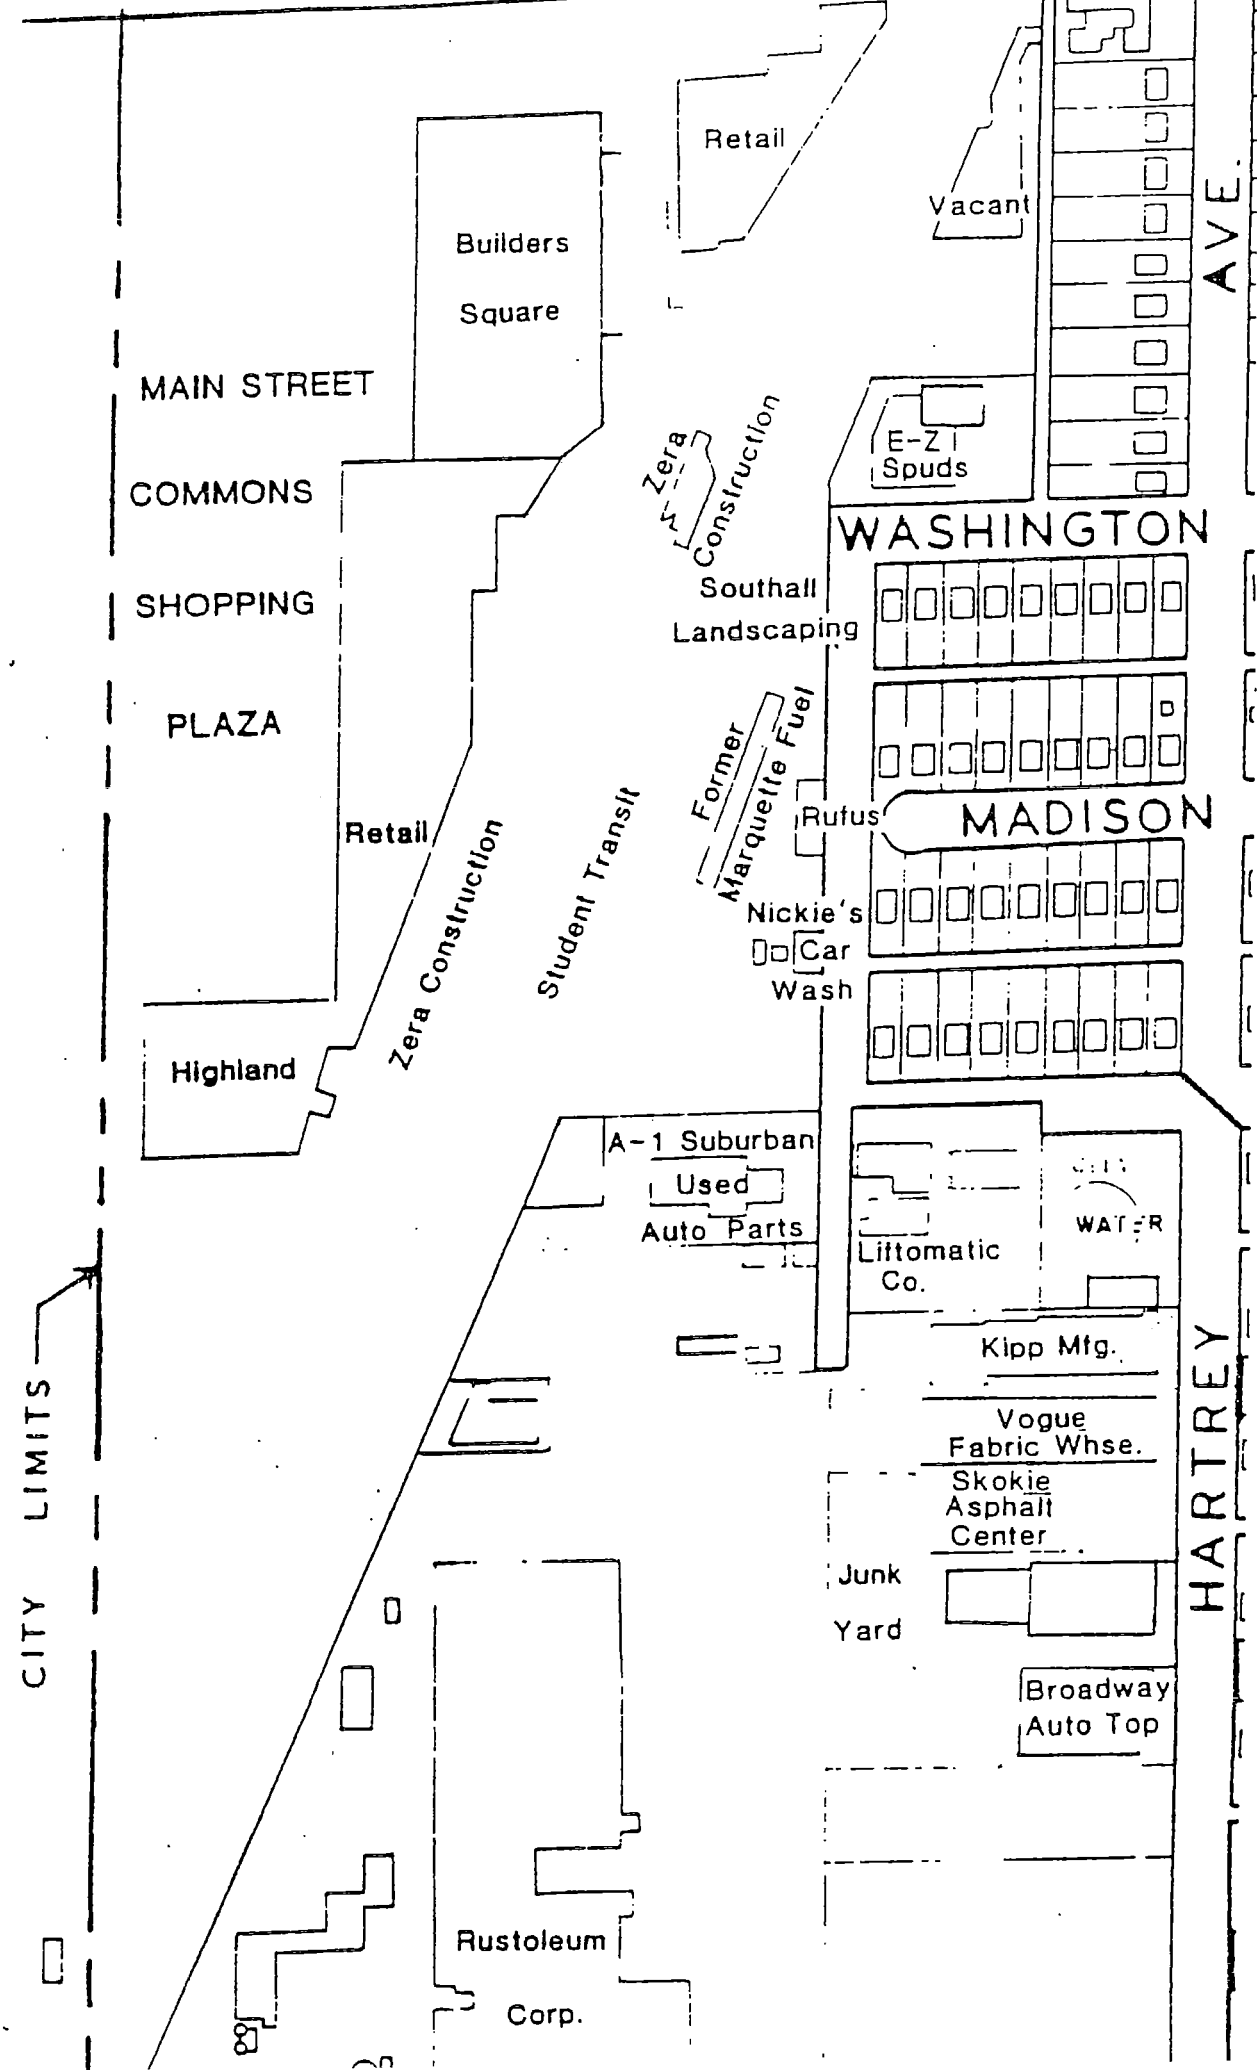 Retail
Vacant
AVE.
Builders
Square
MAIN STREET
COMMONS
SHOPPING
PLAZA
Zera
Construction
E-Z
Spuds
WASHINGTON
Southall
Landscaping
Former
Marquette Fuel
Rufus
MADISON
Retail
Zera Construction
Student Transit
Nickie's
Car
Wash
Highland
A-1 Suburban
Used
Auto Parts
Liftomatic
Co.
CITY
WATER
Kipp Mfg.
Vogue
Fabric Whse.
Skokie
Asphalt
Center
Junk
Yard
Broadway
Auto Top
HARTREY
CITY LIMITS
Rustoleum
Corp.